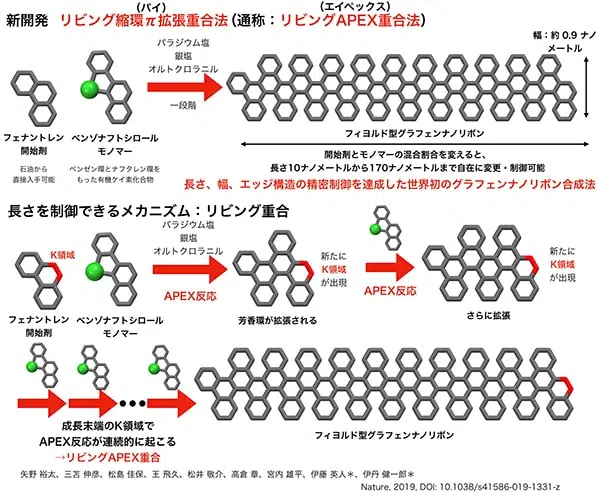 (パイ)
(エイペックス)
新開発 リビング縮環π拡張重合法(通称:リビングAPEX重合法)
パラジウム塩
銀塩
オルトクロラニル
一段階
幅:約 0.9 ナノ
メートル
フェナントレン
開始剤
ベンゾナフトシロール
モノマー
フィヨルド型グラフェンナノリボン
石油から
直接入手可能
ベンゼン環とナフタレン環を
もった有機ケイ素化合物
開始剤とモノマーの混合割合を変えると、
長さ10ナノメートルから170ナノメートルまで自在に変更・制御可能
長さ、幅、エッジ構造の精密制御を達成した世界初のグラフェンナノリボン合成法
長さを制御できるメカニズム:リビング重合
K領域
パラジウム塩
銀塩
オルトクロラニル
APEX反応
新たに
K領域
が出現
APEX反応
新たに
K領域
が出現
フェナントレン
開始剤
ベンゾナフトシロール
モノマー
芳香環が拡張される
さらに拡張
成長末端のK領域で
APEX反応が連続的に起こる
→リビングAPEX重合
フィヨルド型グラフェンナノリボン
矢野 裕太、三苫 伸彦、松島 佳保、王 飛久、松井 敬介、高倉 章、宮内 雄平、伊藤 英人*、伊丹 健一郎*
Nature, 2019, DOI: 10.1038/s41586-019-1331-z